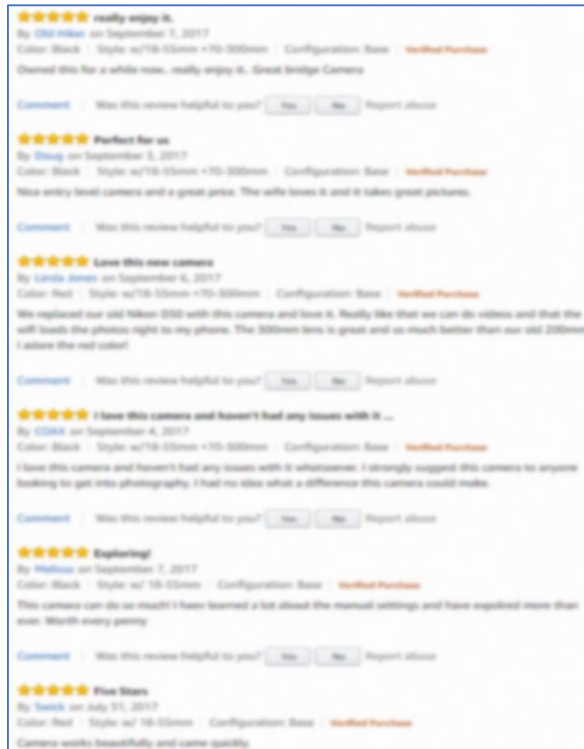 really enjoy it.
By Old Hiker on September 7, 2017
Color: Black Style: w/18-55mm +70-300mm Configuration: Base Verified Purchase
Owned this for a while now.. really enjoy it.. Great bridge Camera
Comment Was this review helpful to you? Yes No Report abuse
Perfect for us
By Doug on September 5, 2017
Color: Black Style: w/18-55mm +70-300mm Configuration: Base Verified Purchase
Nice entry level camera and a great price. The wife loves it and it takes great pictures.
Comment Was this review helpful to you? Yes No Report abuse
Love this new camera
By Linda Jones on September 6, 2017
Color: Red Style: w/18-55mm +70-300mm Configuration: Base Verified Purchase
We replaced our old Nikon D50 with this camera and love it. Really like that we can do videos and that the
wifi loads the photos right to my phone. The 300mm lens is great and so much better than our old 200mm
I adore the red color!
Comment Was this review helpful to you? Yes No Report abuse
I love this camera and haven't had any issues with it ...
By CDAX on September 4, 2017
Color: Black Style: w/18-55mm +70-300mm Configuration: Base Verified Purchase
I love this camera and haven't had any issues with it whatsoever. I strongly suggest this camera to anyone
looking to get into photography. I had no idea what a difference this camera could make.
Comment Was this review helpful to you? Yes No Report abuse
Exploring!
By Melissa on September 7, 2017
Color: Black Style: w/ 18-55mm Configuration: Base Verified Purchase
This camara can do so much! I haev learned a lot about the manual settings and have expolred more than
ever. Worth every penny
Comment Was this review helpful to you? Yes No Report abuse
Five Stars
By Swick on July 31, 2017
Color: Red Style: w/ 18-55mm Configuration: Base Verified Purchase
Camera works beautifully and came quickly.